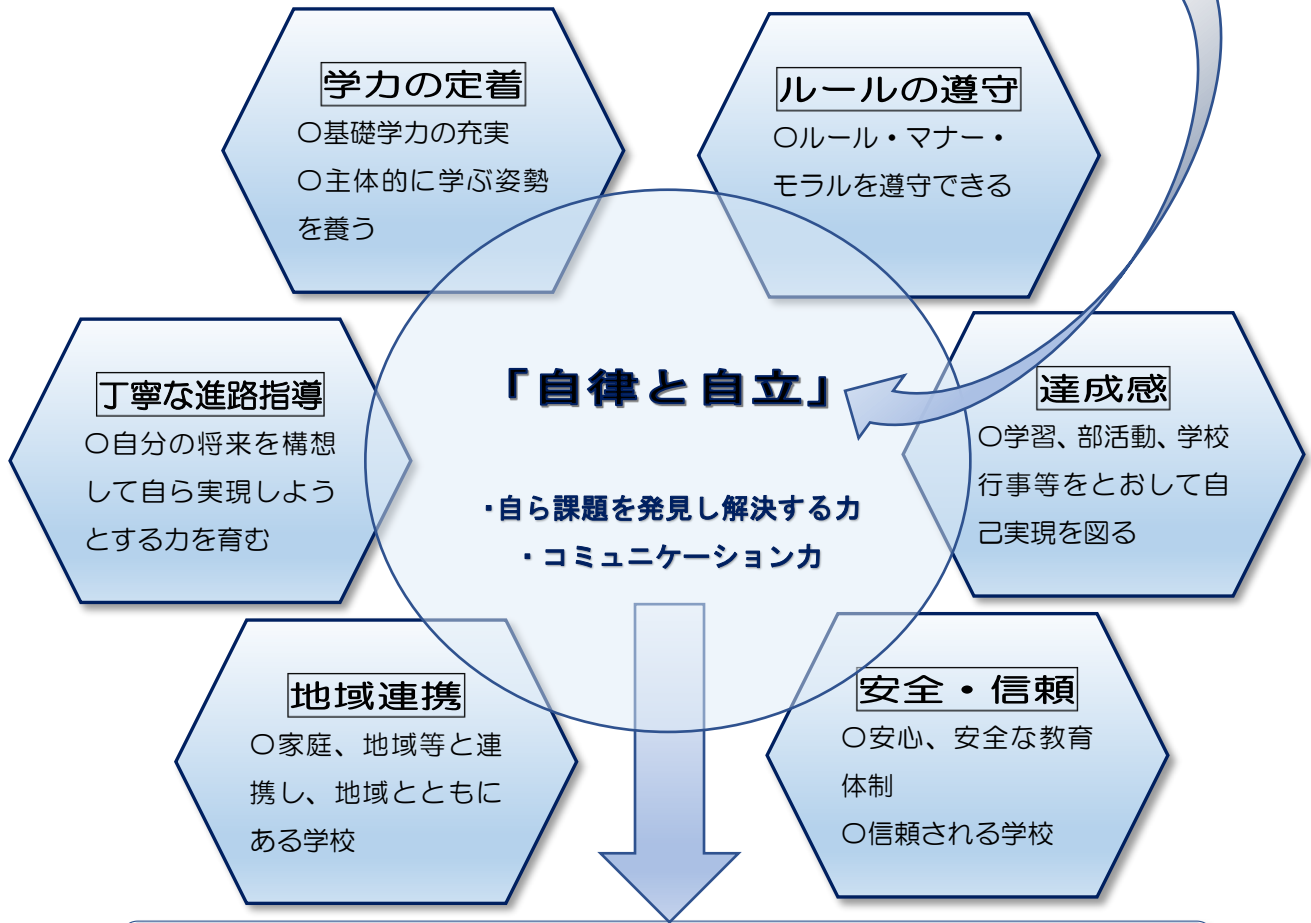 学力の定着
〇基礎学力の充実
〇主体的に学ぶ姿勢
を養う
ルールの遵守
〇ルール・マナー・
モラルを遵守できる
丁寧な進路指導
〇自分の将来を構想
して自ら実現しよう
とする力を育む
「自律と自立」
・自ら課題を発見し解決する力
・コミュニケーション力
達成感
〇学習、部活動、学校
行事等をとおして自
己実現を図る
地域連携
〇家庭、地域等と連
携し、地域とともに
ある学校
安全・信頼
〇安心、安全な教育
体制
〇信頼される学校